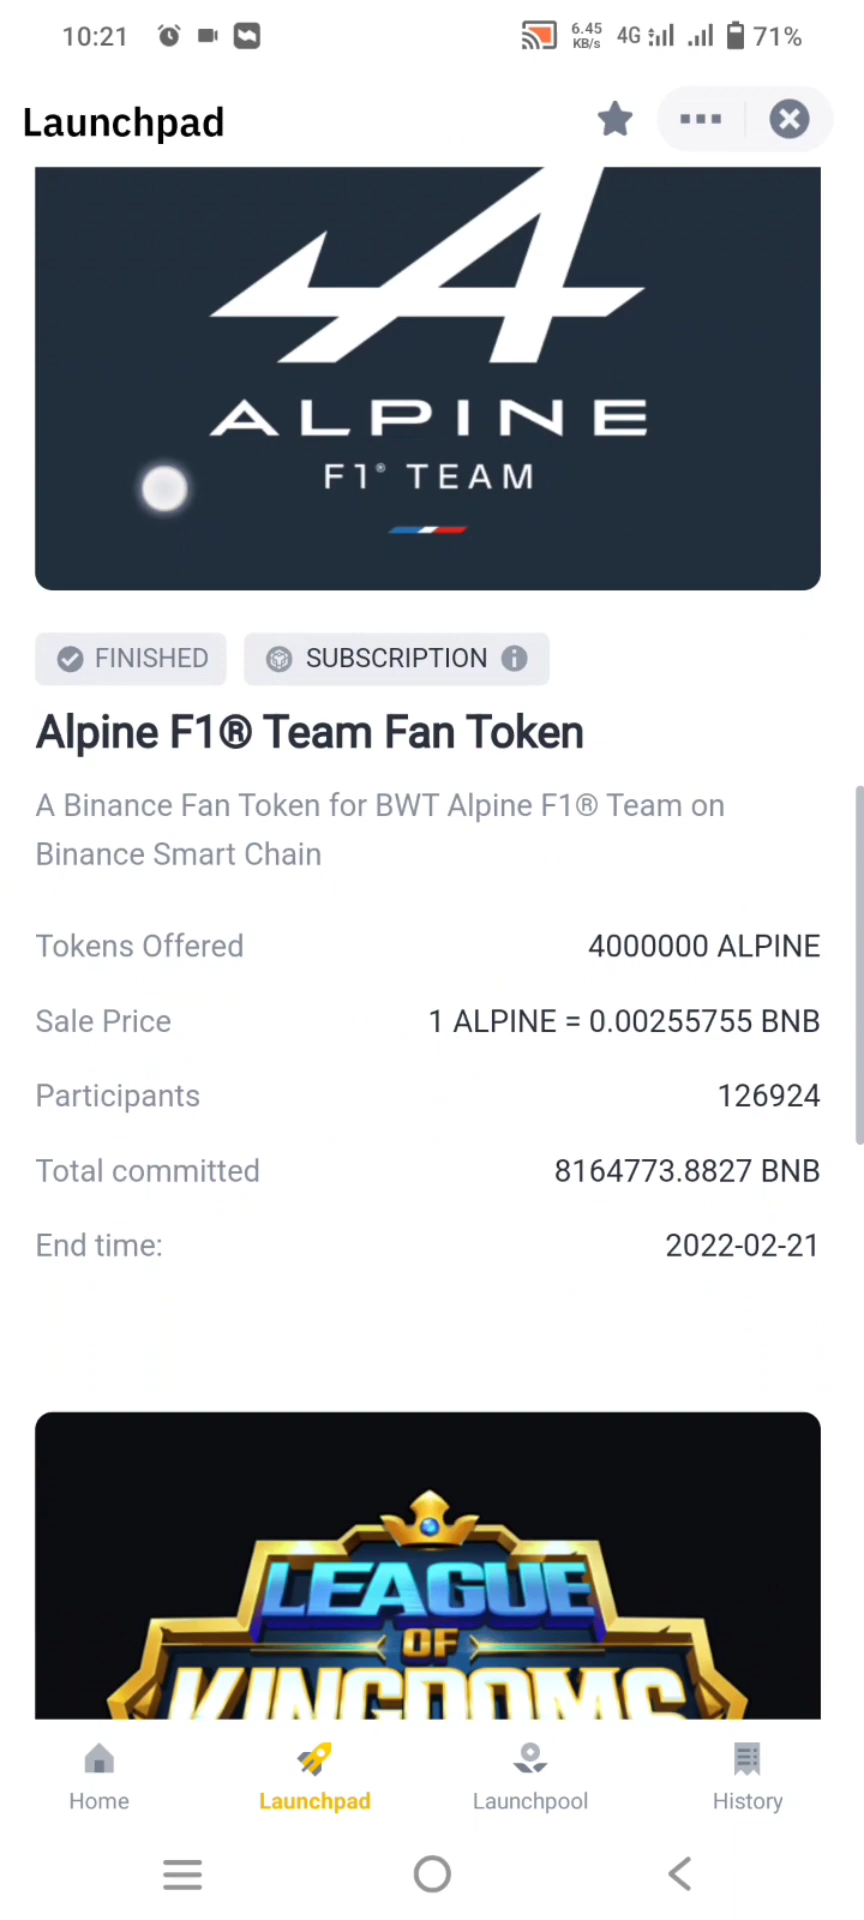 10:21 6.45 KB/s 4G 71%
Launchpad
A
ALPINE
F1® TEAM
FINISHED SUBSCRIPTION
Alpine F1® Team Fan Token
A Binance Fan Token for BWT Alpine F1® Team on
Binance Smart Chain
Tokens Offered 4000000 ALPINE
Sale Price 1 ALPINE = 0.00255755 BNB
Participants 126924
Total committed 8164773.8827 BNB
End time: 2022-02-21
LEAGUE
OF
KINGDOMS
Home Launchpad Launchpool History